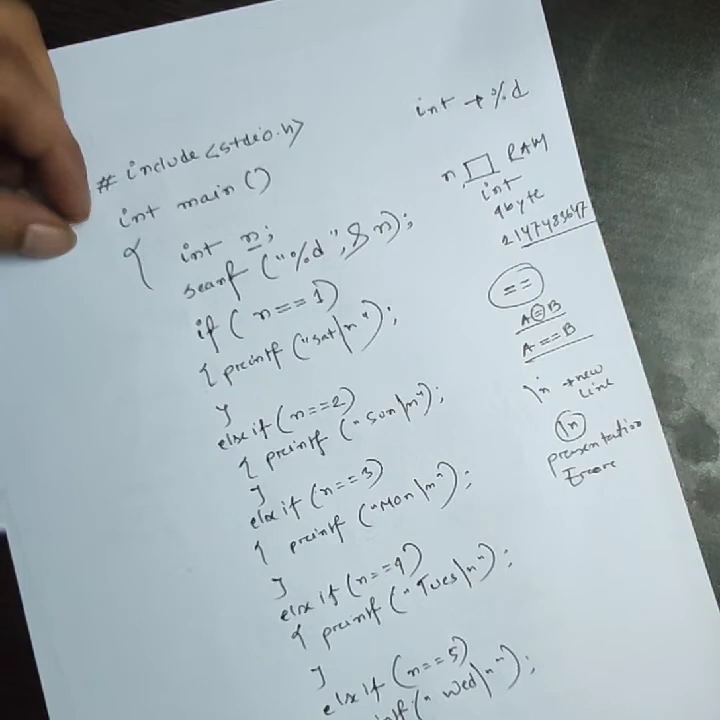 # include <stdio.h>
int main ()
{ int n;
scanf ("%d", &n);
if ( n==1)
{ printf ("sat\n");
}
else if (n==2)
{ printf ("sun\n");
}
else if (n==3)
{ printf ("Mon\n");
}
else if (n==4)
{ printf ("Tues\n");
}
else if (n==5)
("wed\n");
int → %d
n, RAM
int
4byte
2147483647
==
A=B
A==B
\n → new
line
\n
presentation
Error